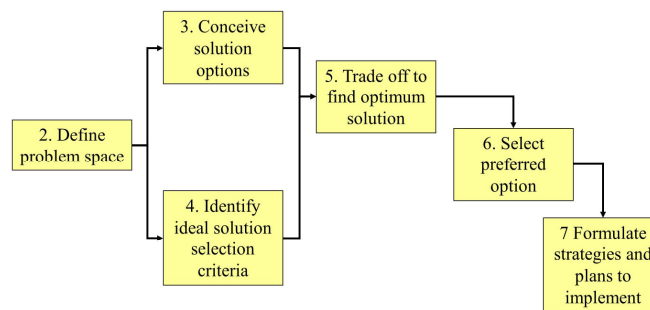 3. Conceive
solution
options
5. Trade off to
find optimum
solution
2. Define
problem space
6. Select
preferred
option
4. Identify
ideal solution
selection
criteria
7 Formulate
strategies and
plans to
implement